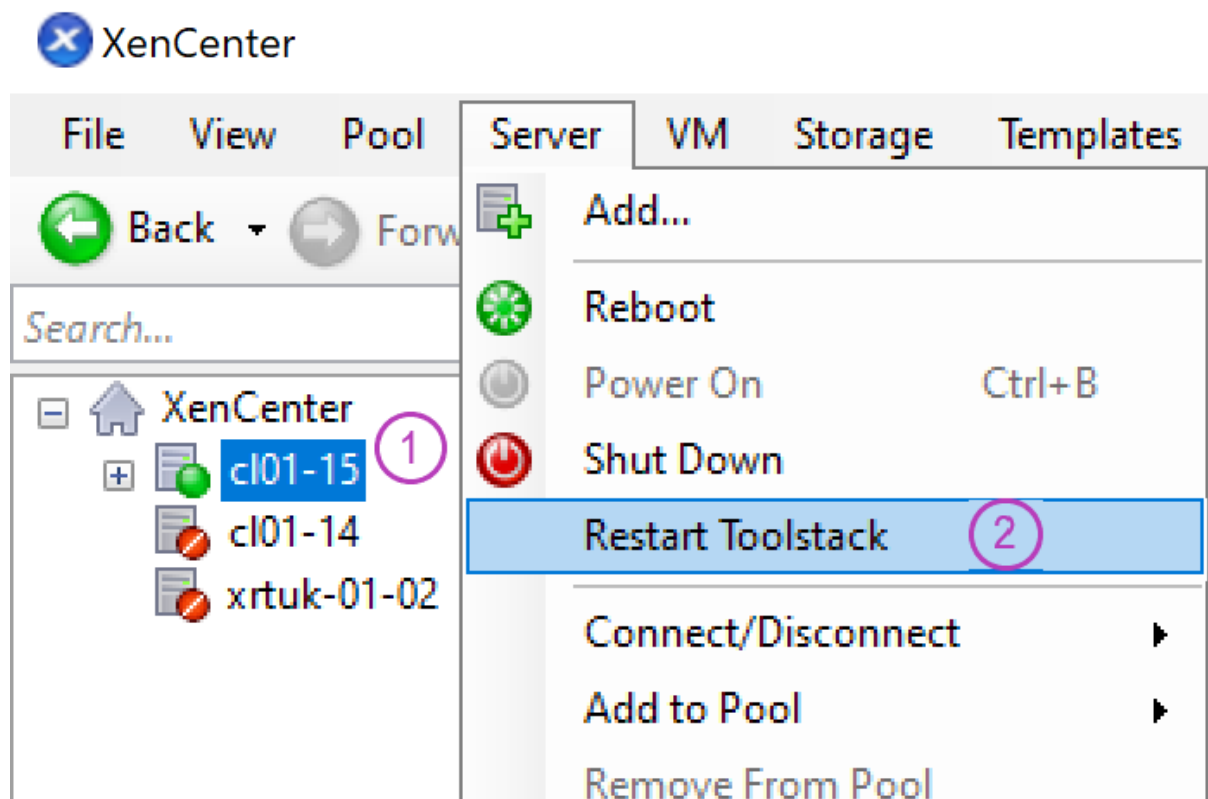 XenCenter
File View Pool Server VM Storage Templates
Back Forw
Search...
XenCenter
cl01-15 1
cl01-14
xrtuk-01-02
Add...
Reboot
Power On Ctrl+B
Shut Down
Restart Toolstack 2
Connect/Disconnect
Add to Pool
Remove From Pool